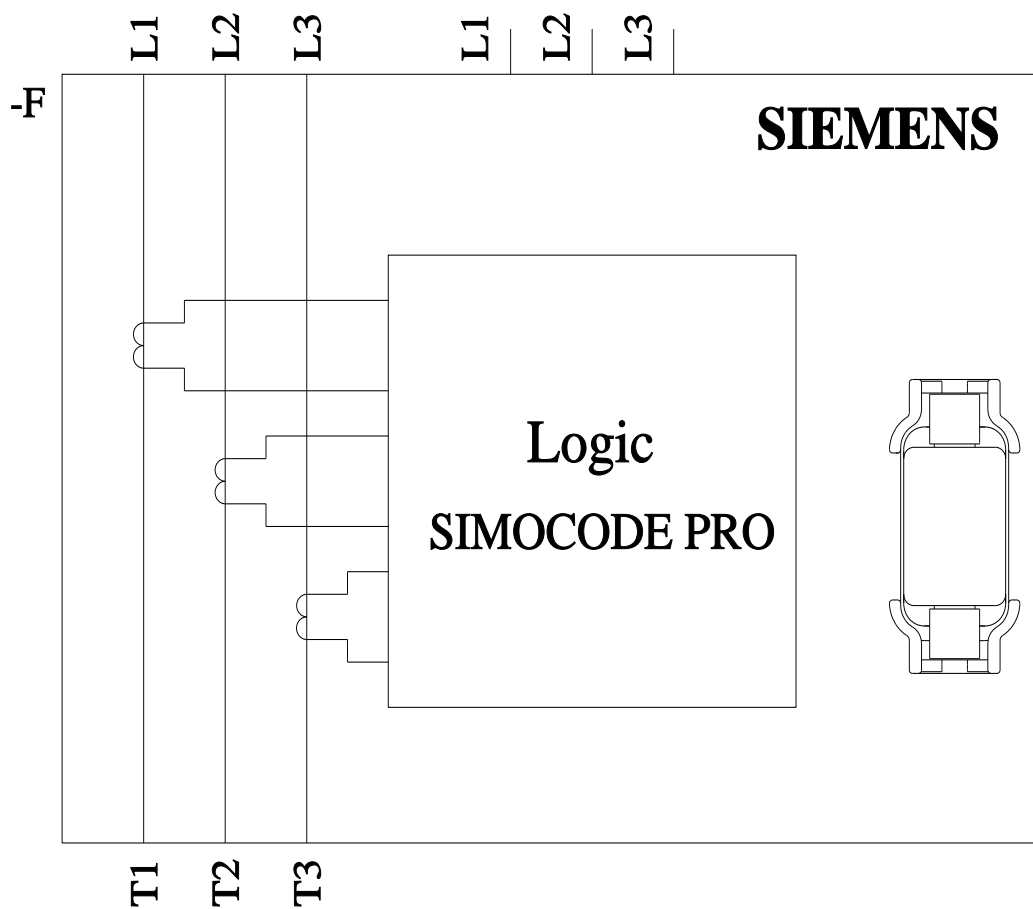 L1 L2 L3 L1 L2 L3
-F
SIEMENS
Logic
SIMOCODE PRO
T1 T2 T3